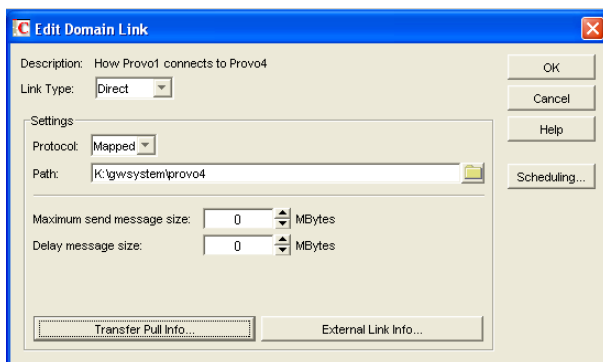 Edit Domain Link
Description: How Provo1 connects to Provo4
OK
Link Type: Direct
Cancel
Settings
Help
Protocol: Mapped
Path: K:\gwsystem\provo4
Scheduling...
Maximum send message size: 0 MBytes
Delay message size: 0 MBytes
Transfer Pull Info... External Link Info...